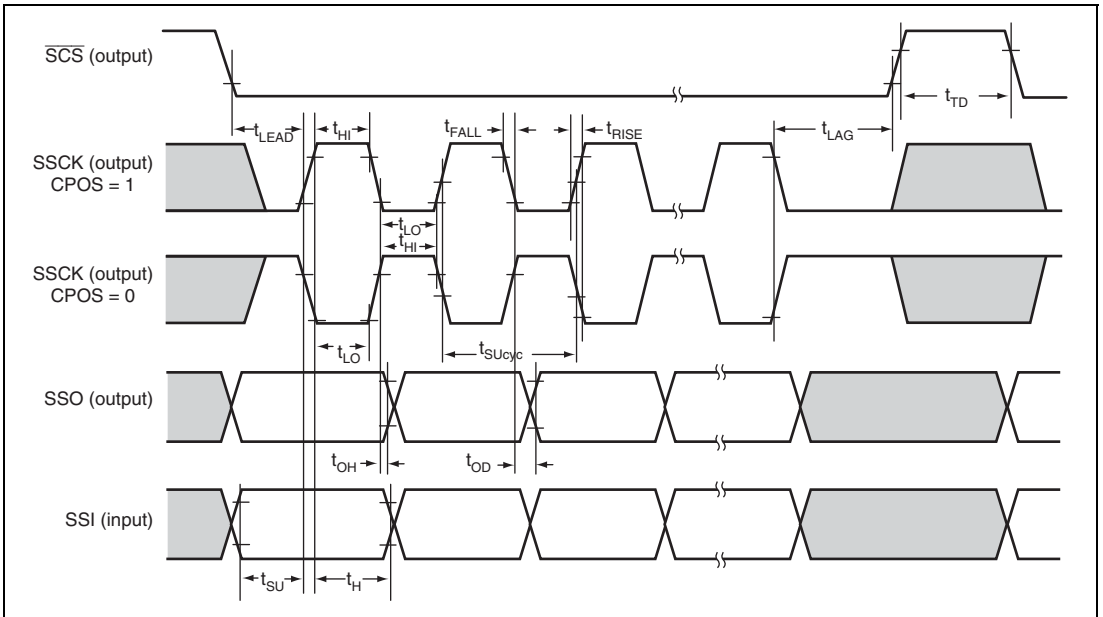 SCS (output)
tTD
tLEAD
tHI
tFALL
tRISE
tLAG
SSCK (output)
CPOS = 1
tLO
tHI
SSCK (output)
CPOS = 0
tLO
tSUcyc
SSO (output)
tOH
tOD
SSI (input)
tSU
tH